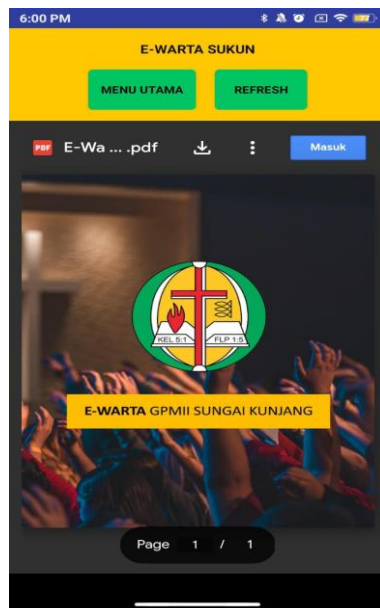 6:00 PM
E-WARTA SUKUN
MENU UTAMA
REFRESH
PDF
E-Wa ... .pdf
Masuk
KEL 5:1
FLP 1:5
E-WARTA GPMII SUNGAI KUNJANG
Page 1 / 1